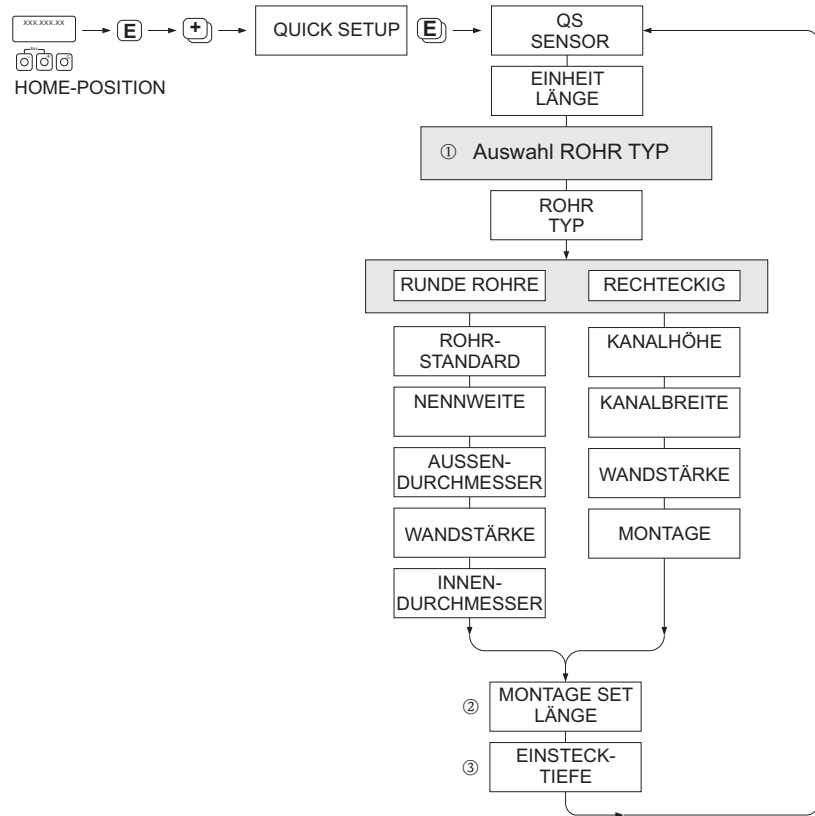 xxx.xxx.xx
Esc
E
+
QUICK SETUP
E
QS
SENSOR
HOME-POSITION
EINHEIT
LÄNGE
① Auswahl ROHR TYP
ROHR
TYP
RUNDE ROHRE
RECHTECKIG
ROHR-
STANDARD
KANALHÖHE
NENNWEITE
KANALBREITE
AUSSEN-
DURCHMESSER
WANDSTÄRKE
WANDSTÄRKE
MONTAGE
INNEN-
DURCHMESSER
② MONTAGE SET
LÄNGE
③ EINSTECK-
TIEFE